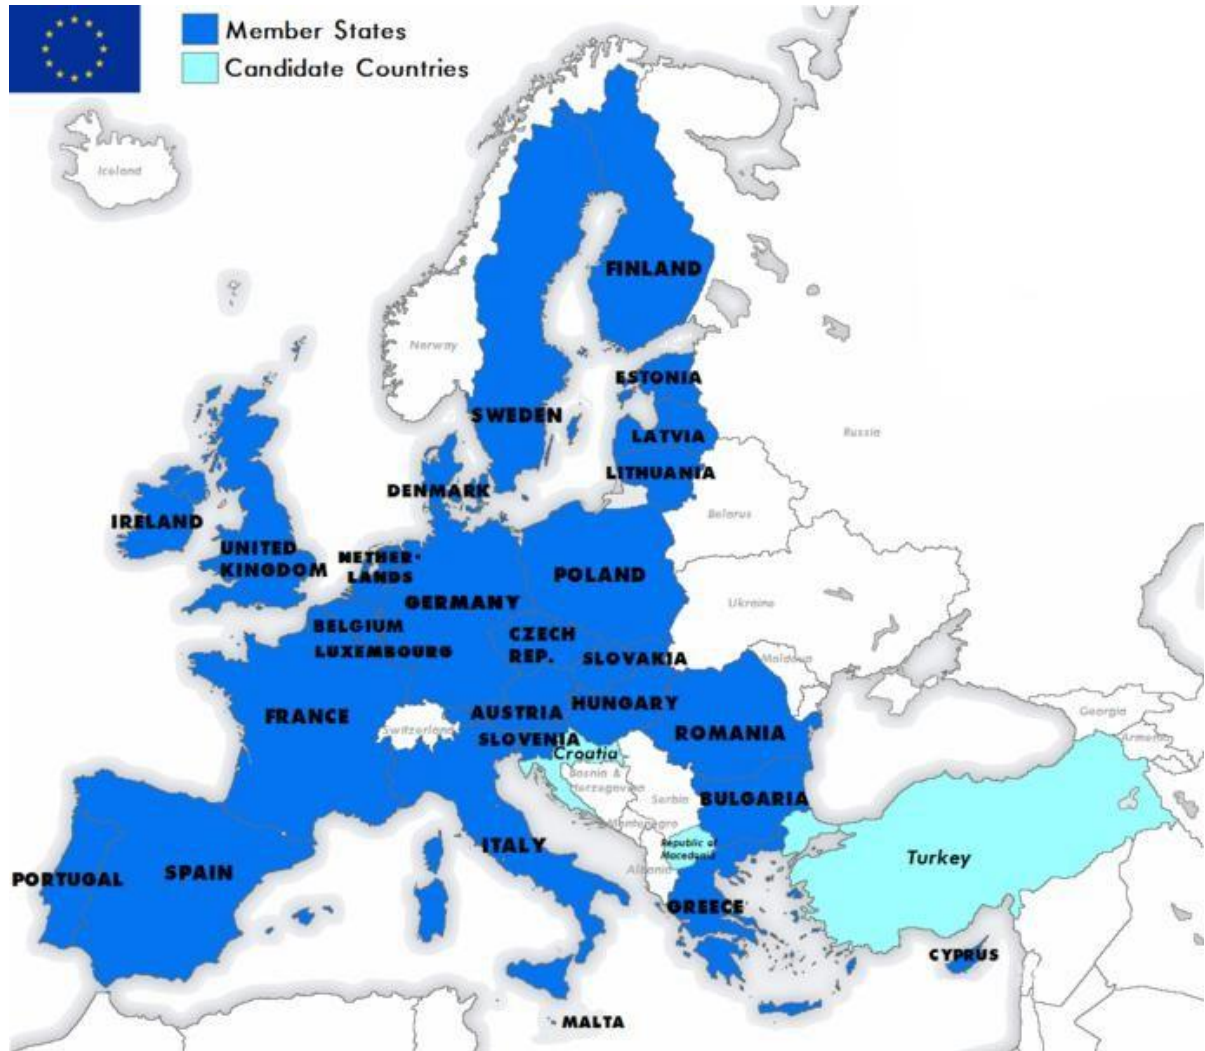 Member States
Candidate Countries
Iceland
FINLAND
Norway
ESTONIA
SWEDEN
LATVIA
Russia
LITHUANIA
DENMARK
Belarus
IRELAND
UNITED
KINGDOM
NETHER-
LANDS
POLAND
GERMANY
Ukraine
BELGIUM
CZECH
REP.
LUXEMBOURG
SLOVAKIA
Moldova
HUNGARY
FRANCE
AUSTRIA
Georgia
Switzerland
ROMANIA
SLOVENIA
Armenia
Croatia
Bosnia &
Herzegovina
Serbia
BULGARIA
Montenegro
ITALY
Republic of
Macedonia
Turkey
Albania
SPAIN
PORTUGAL
GREECE
CYPRUS
MALTA